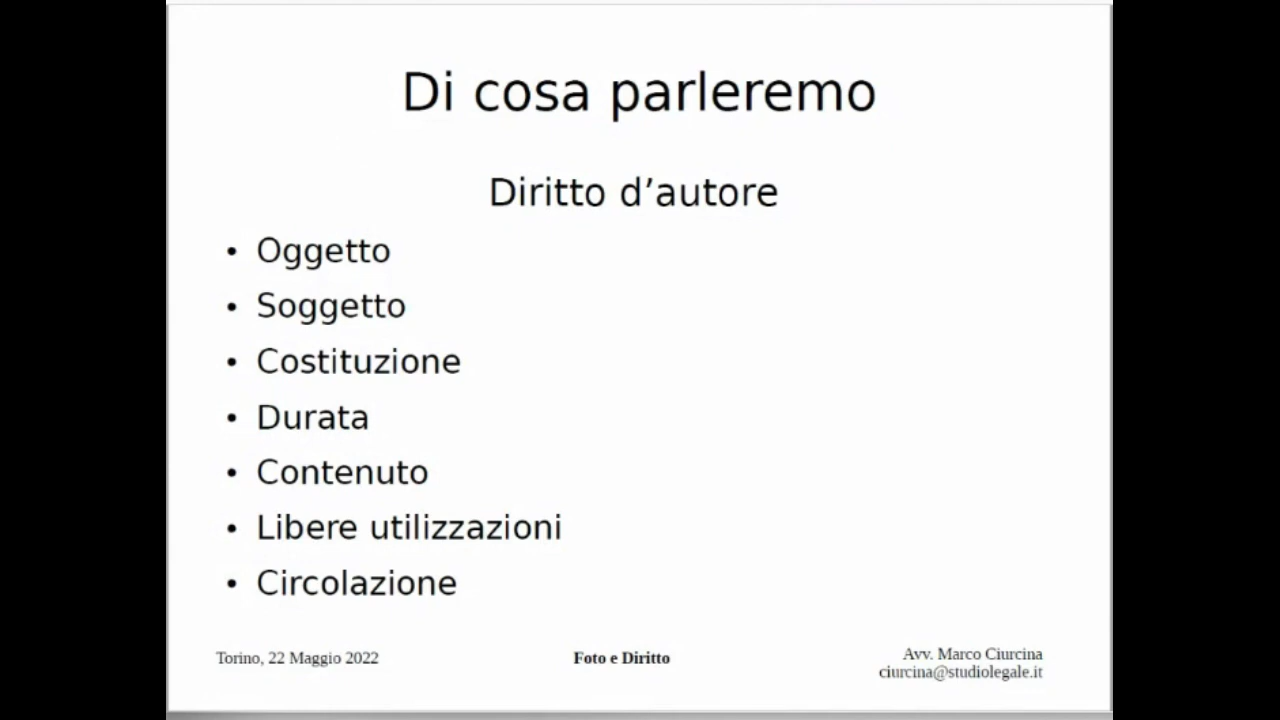 Di cosa parleremo
Diritto d’autore
• Oggetto
• Soggetto
• Costituzione
• Durata
• Contenuto
• Libere utilizzazioni
• Circolazione
Torino, 22 Maggio 2022
Foto e Diritto
Avv. Marco Ciurcina
ciurcina@studiolegale.it